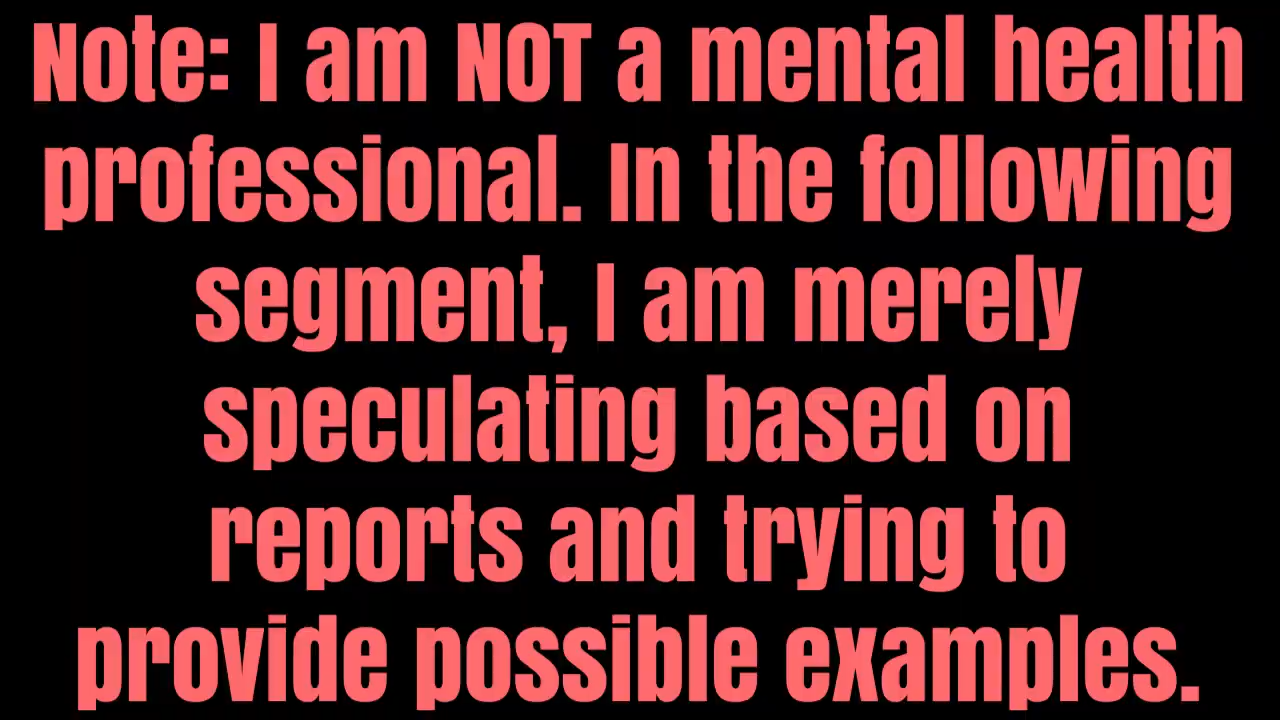 Note: I am NOT a mental health
professional. In the following
segment, I am merely
speculating based on
reports and trying to
provide possible examples.